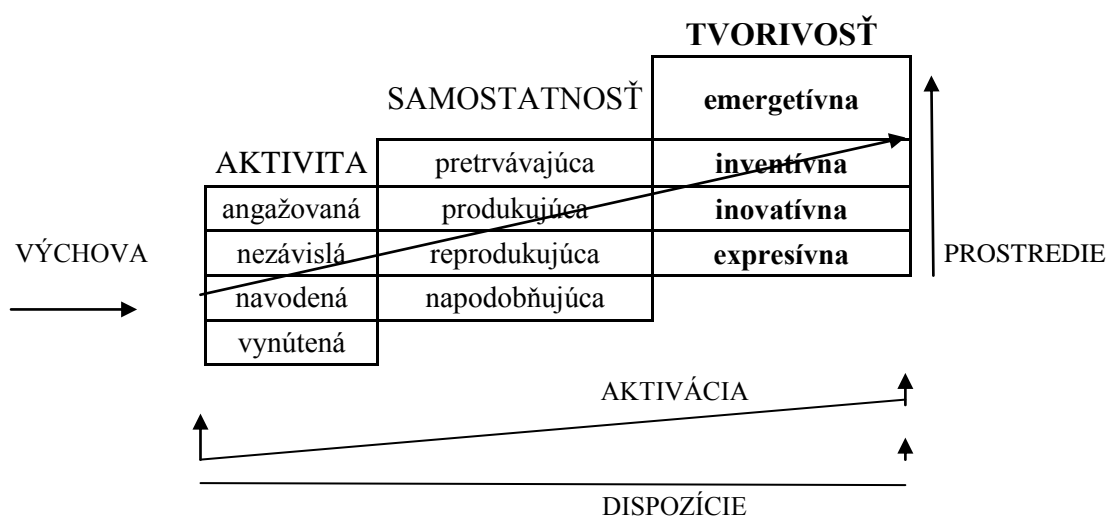 TVORIVOSŤ
SAMOSTATNOSŤ emergetívna
AKTIVITA pretrvávajúca inventívna
angažovaná produkujúca inovatívna
VÝCHOVA nezávislá reprodukujúca expresívna PROSTREDIE
navodená napodobňujúca
vynútená
AKTIVÁCIA
DISPOZÍCIE